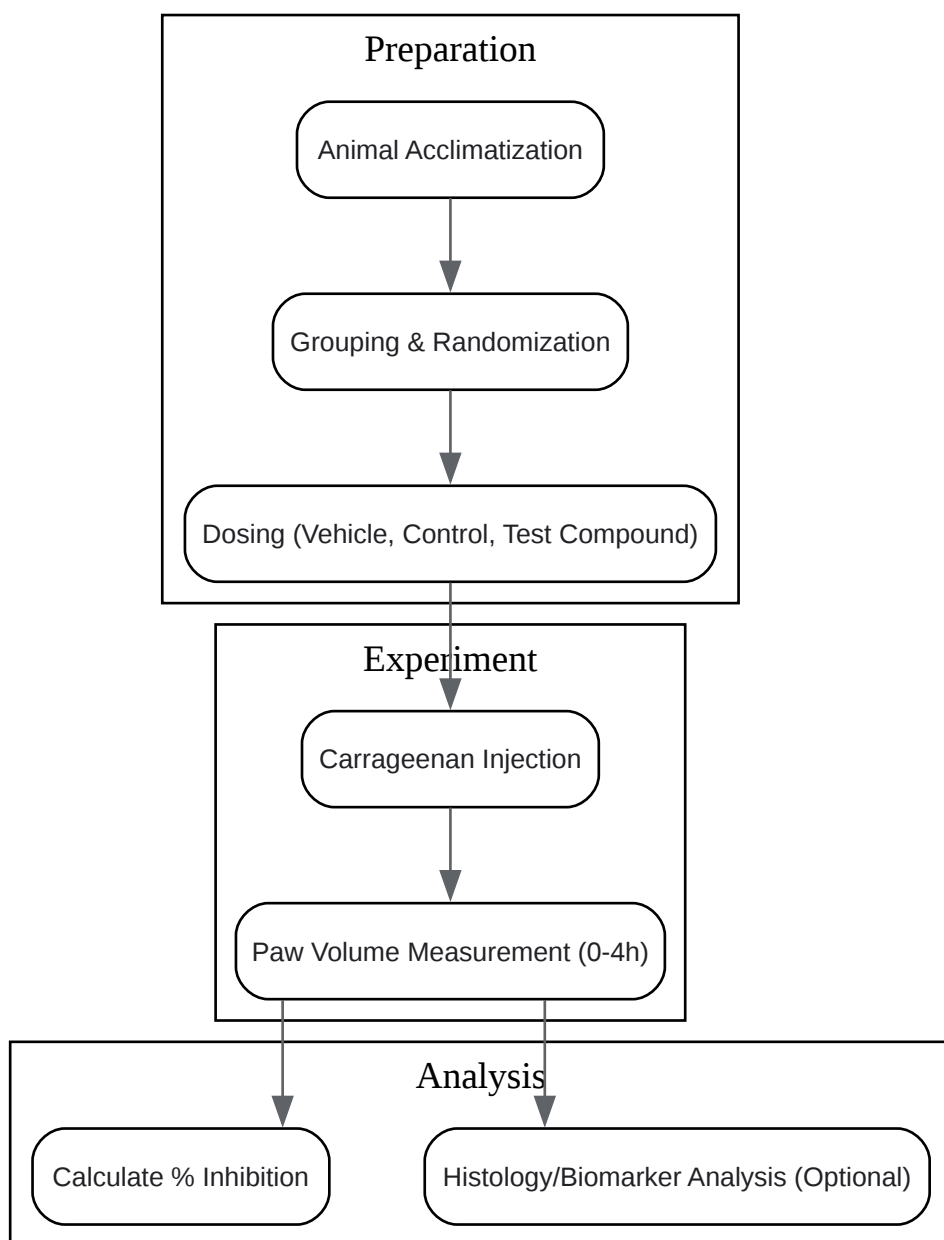 Preparation
Animal Acclimatization
Grouping & Randomization
Dosing (Vehicle, Control, Test Compound)
Experiment
Carrageenan Injection
Paw Volume Measurement (0-4h)
Analysis
Calculate % Inhibition
Histology/Biomarker Analysis (Optional)